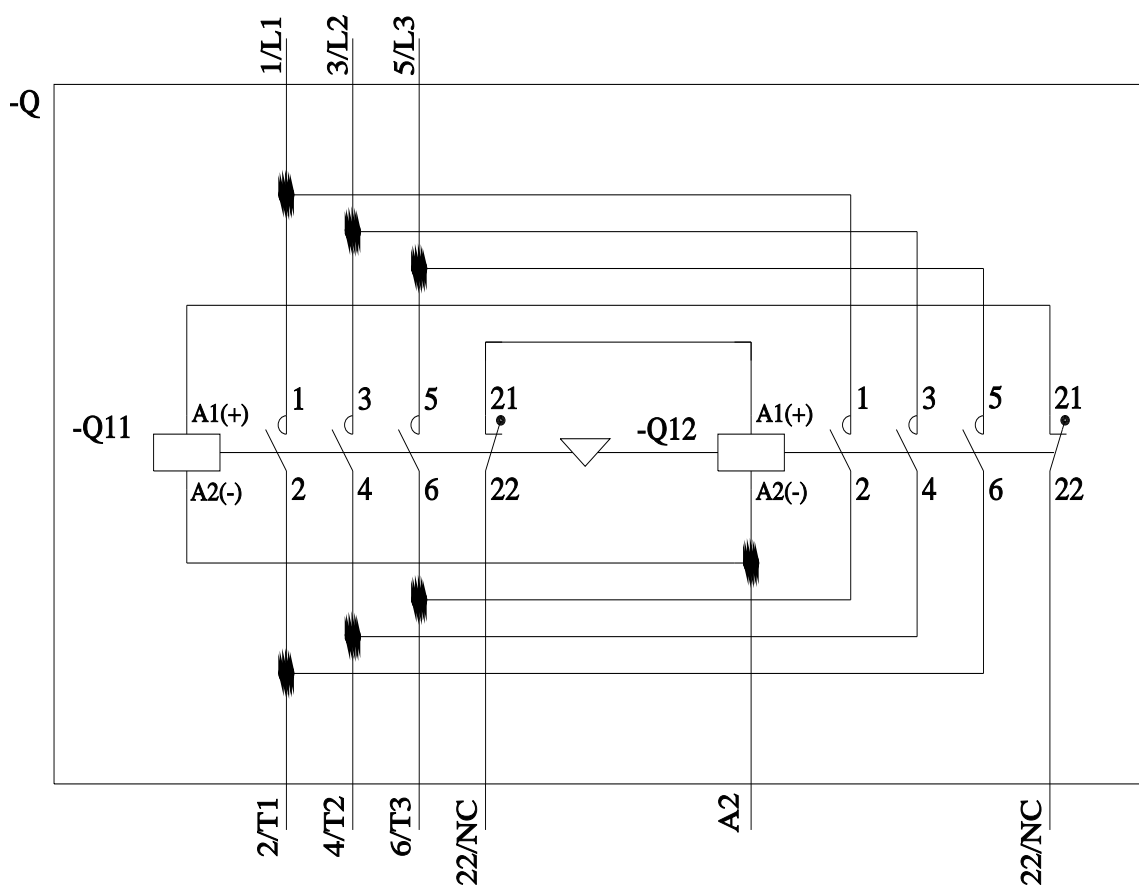 1/L1
3/L2
5/L3
-Q
1
3
5
21
1
3
5
21
A1(+)
A1(+)
-Q11
-Q12
A2(-)
2
4
6
22
A2(-)
2
4
6
22
2/T1
4/T2
6/T3
22/NC
A2
22/NC